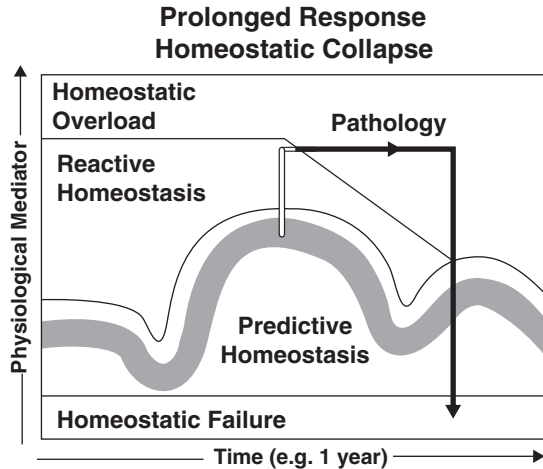 Prolonged Response
Homeostatic Collapse
Homeostatic
Overload
Pathology
Reactive
Homeostasis
Physiological Mediator
Predictive
Homeostasis
Homeostatic Failure
Time (e.g. 1 year)